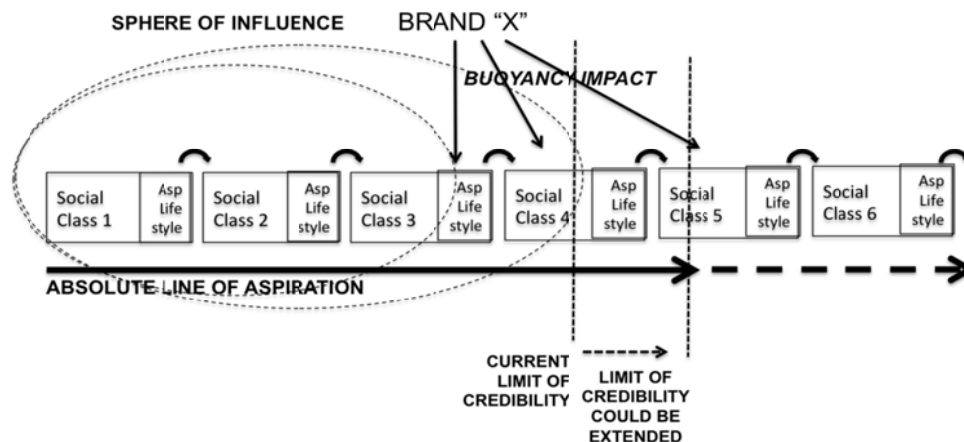 SPHERE OF INFLUENCE
BRAND “X”
BUOYANCY IMPACT
Social
Class 1
Asp
Life
style
Social
Class 2
Asp
Life
style
Social
Class 3
Asp
Life
style
Social
Class 4
Asp
Life
style
Social
Class 5
Asp
Life
style
Social
Class 6
Asp
Life
style
ABSOLUTE LINE OF ASPIRATION
CURRENT
LIMIT OF
CREDIBILITY
LIMIT OF
CREDIBILITY
COULD BE
EXTENDED